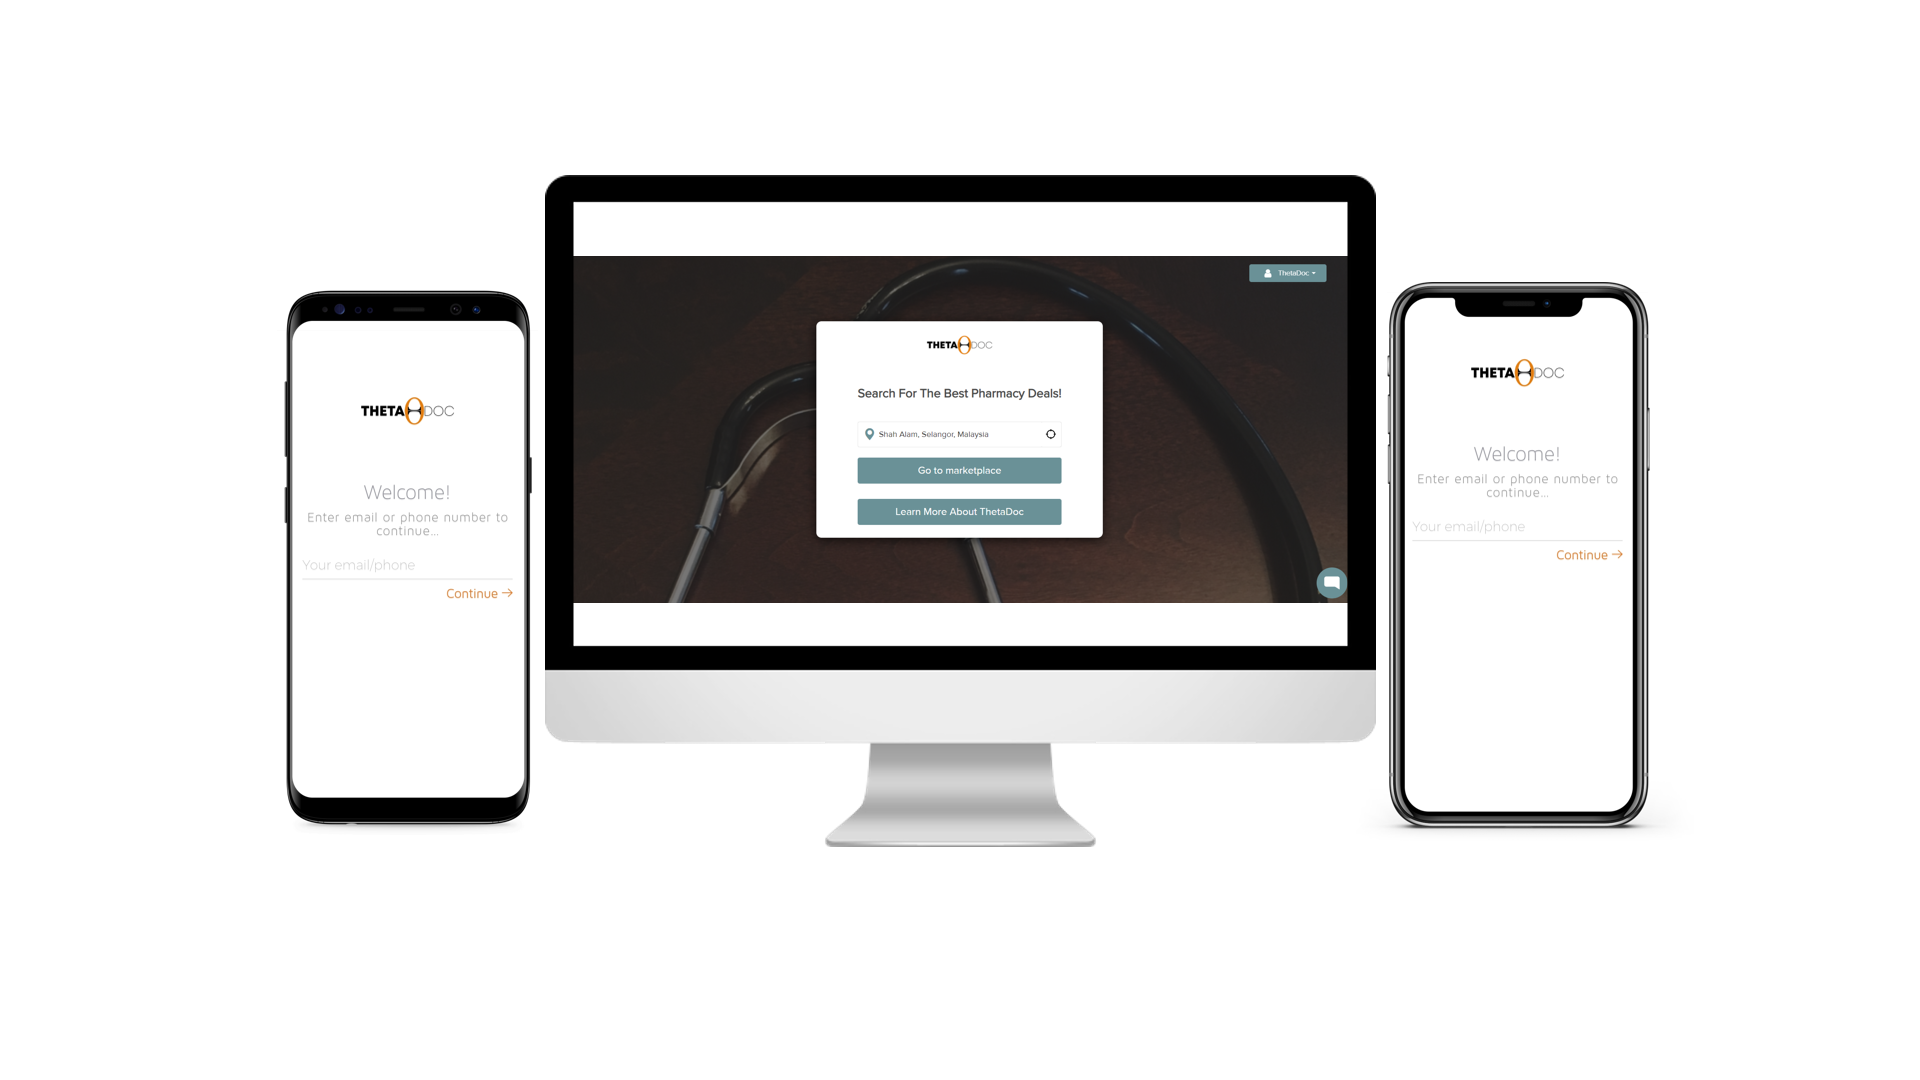 THETA DOC
Welcome!
Enter email or phone number to
continue...
Your email/phone
Continue →
ThetaDoc
THETA DOC
Search For The Best Pharmacy Deals!
Shah Alam, Selangor, Malaysia
Go to marketplace
Learn More About ThetaDoc
THETA DOC
Welcome!
Enter email or phone number to
continue...
Your email/phone
Continue →